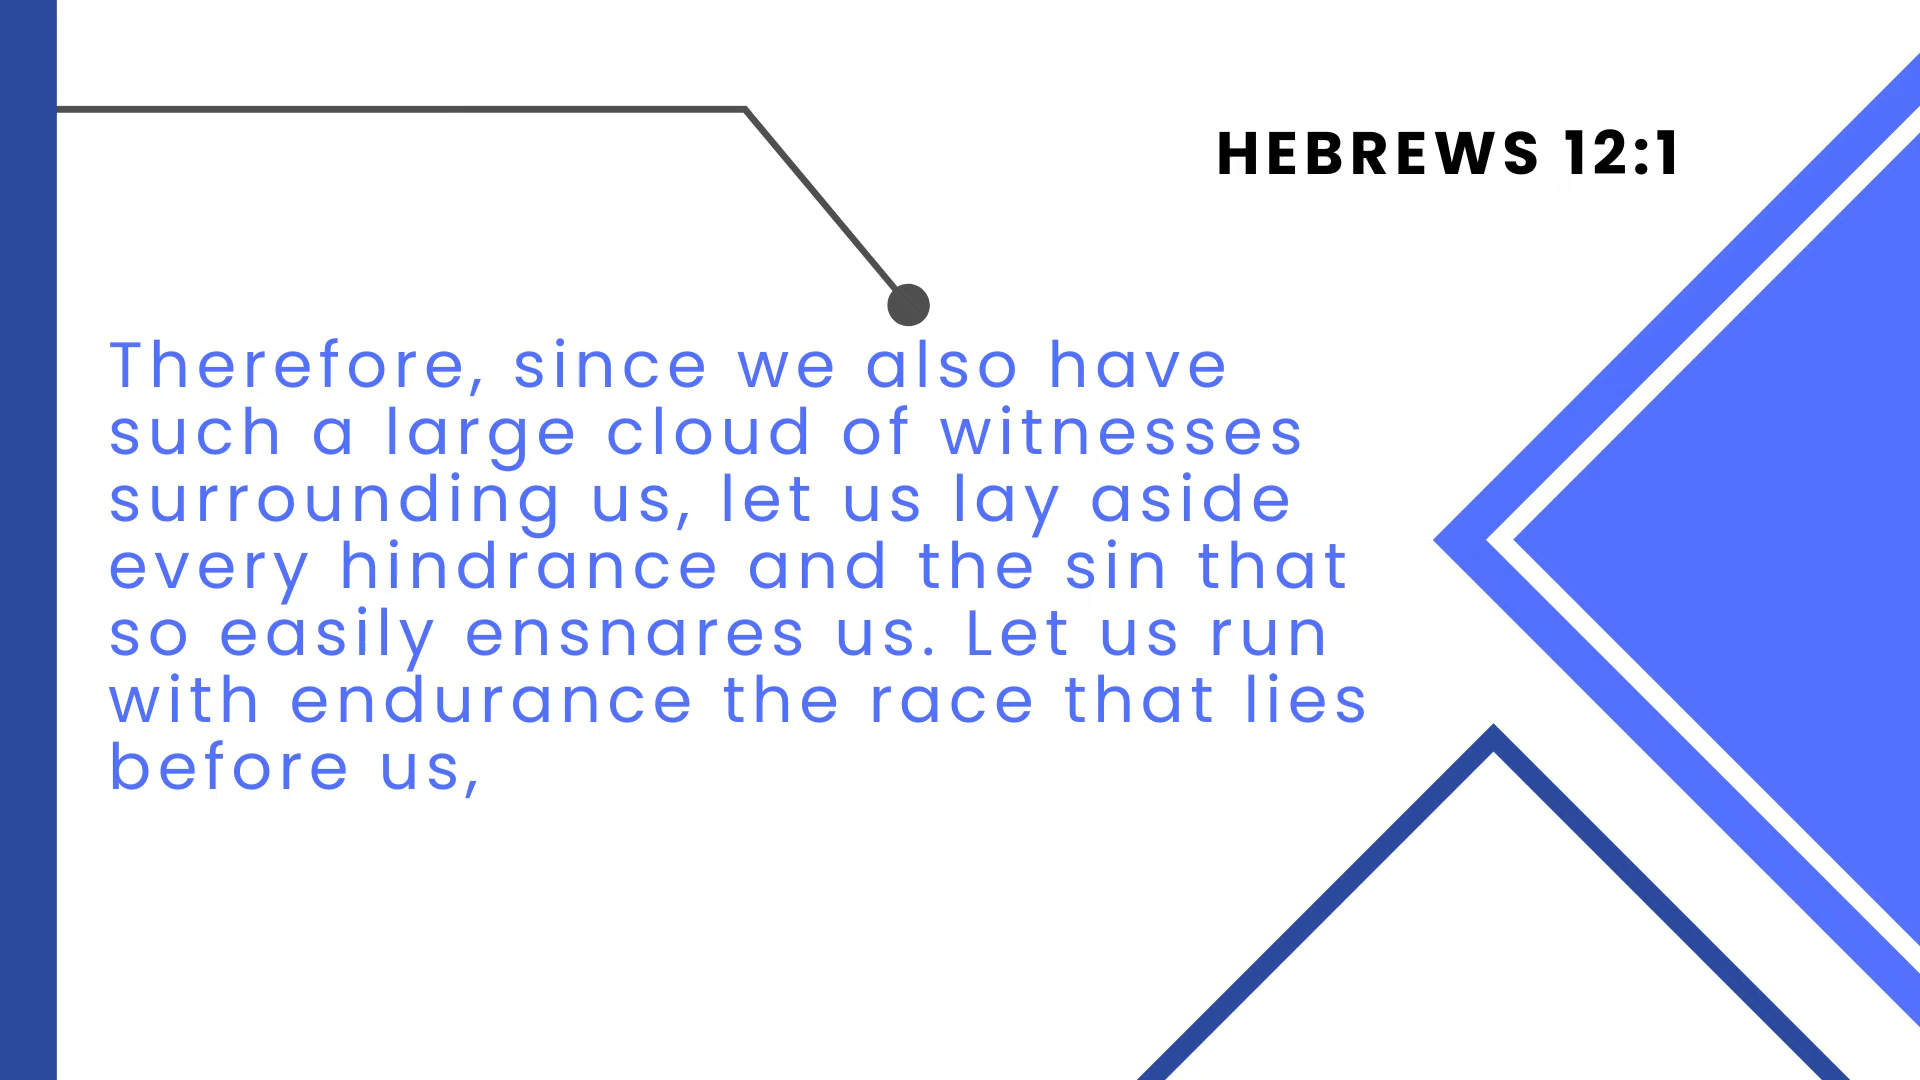 HEBREWS 12:1
Therefore, since we also have
such a large cloud of witnesses
surrounding us, let us lay aside
every hindrance and the sin that
so easily ensnares us. Let us run
with endurance the race that lies
before us,